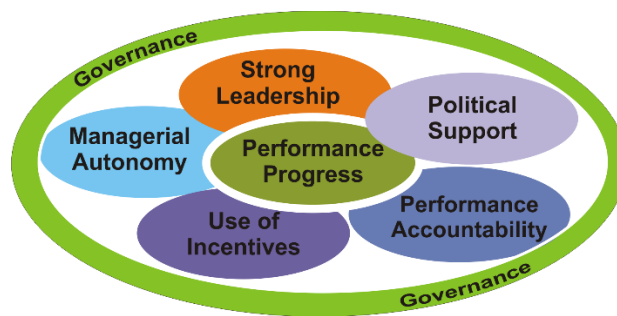 Governance
Strong
Leadership
Political
Support
Managerial
Autonomy
Performance
Progress
Use of
Incentives
Performance
Accountability
Governance